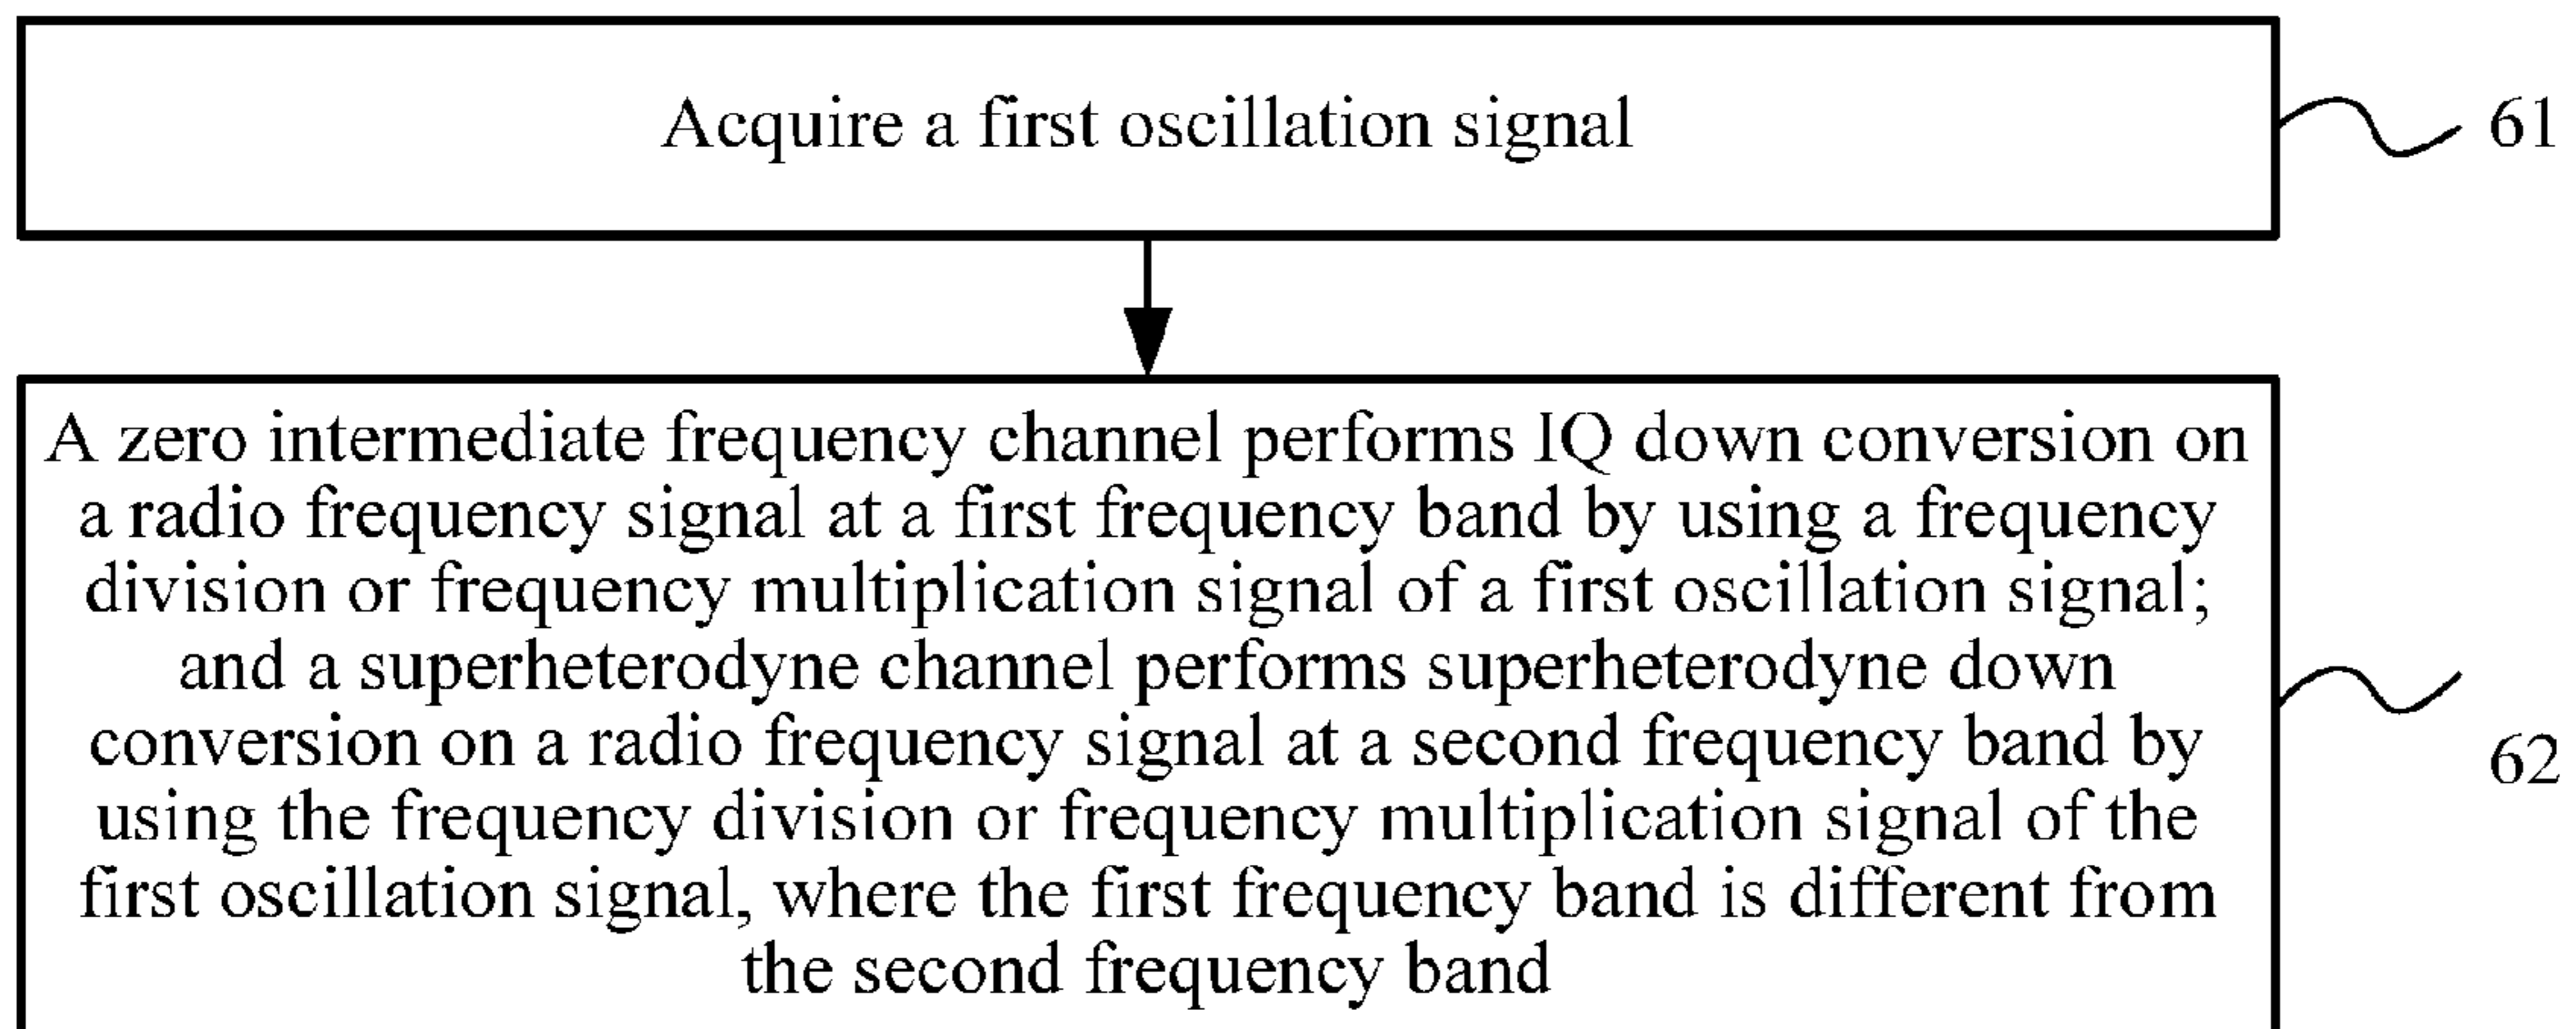 Acquire a first oscillation signal
61
A zero intermediate frequency channel performs IQ down conversion on
a radio frequency signal at a first frequency band by using a frequency
division or frequency multiplication signal of a first oscillation signal;
and a superheterodyne channel performs superheterodyne down
conversion on a radio frequency signal at a second frequency band by
using the frequency division or frequency multiplication signal of the
first oscillation signal, where the first frequency band is different from
the second frequency band
62